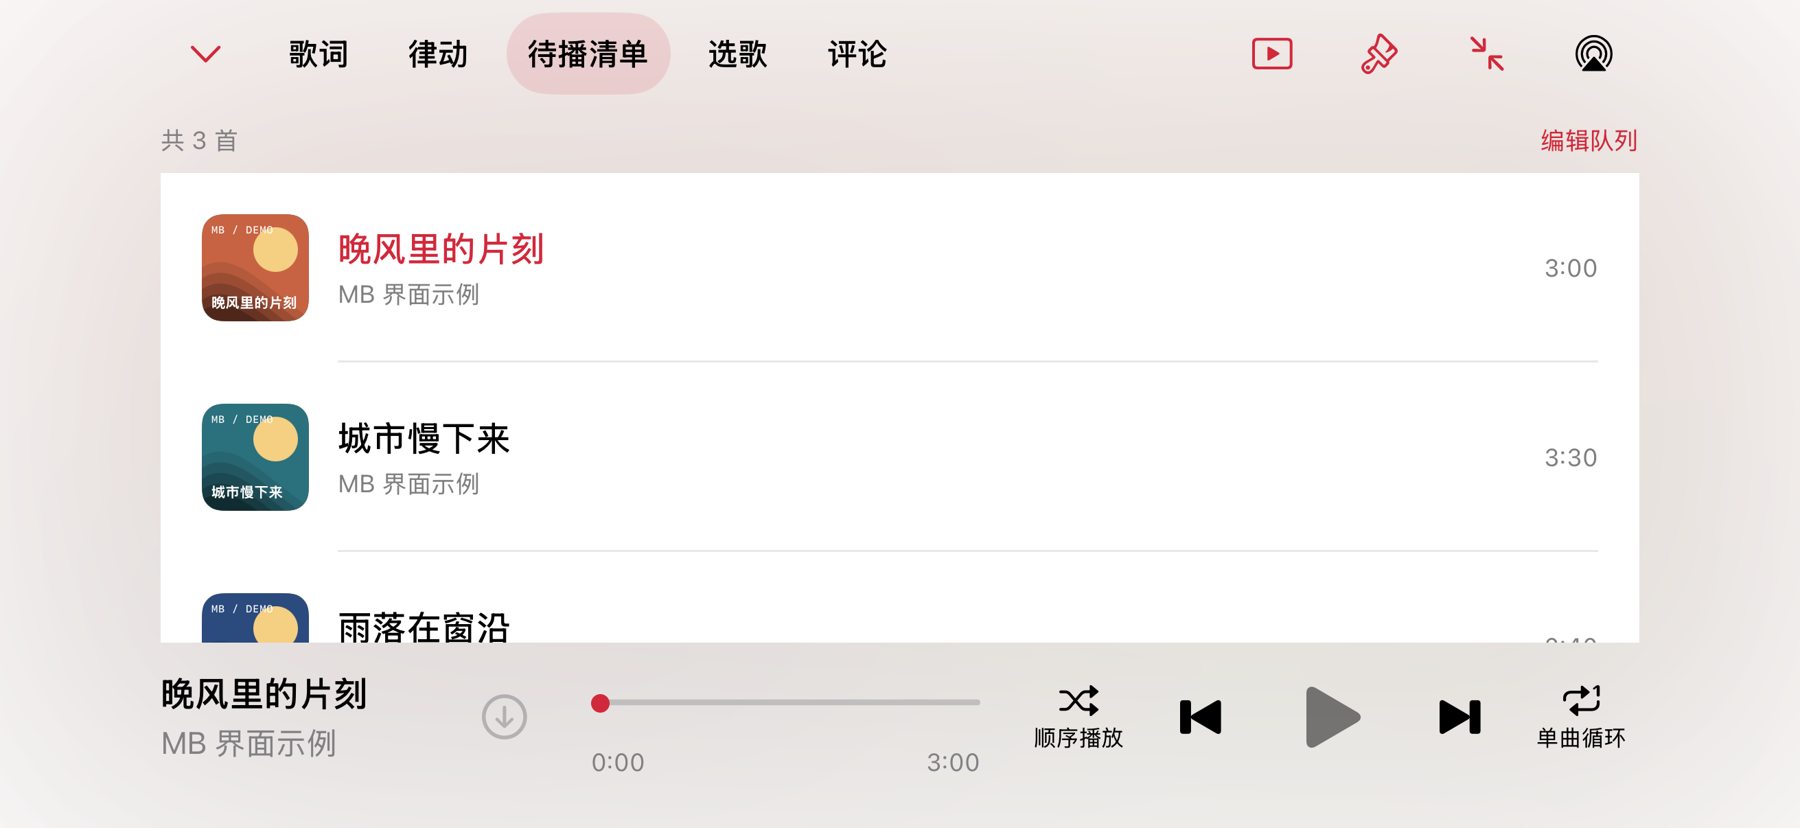 歌词 律动 待播清单 选歌 评论
共 3 首 编辑队列
MB / DEMO
晚风里的片刻
晚风里的片刻
MB 界面示例
3:00
MB / DEMO
城市慢下来
城市慢下来
MB 界面示例
3:30
MB / DEMO
雨落在窗沿
晚风里的片刻
MB 界面示例
0:00 3:00
顺序播放
1
单曲循环